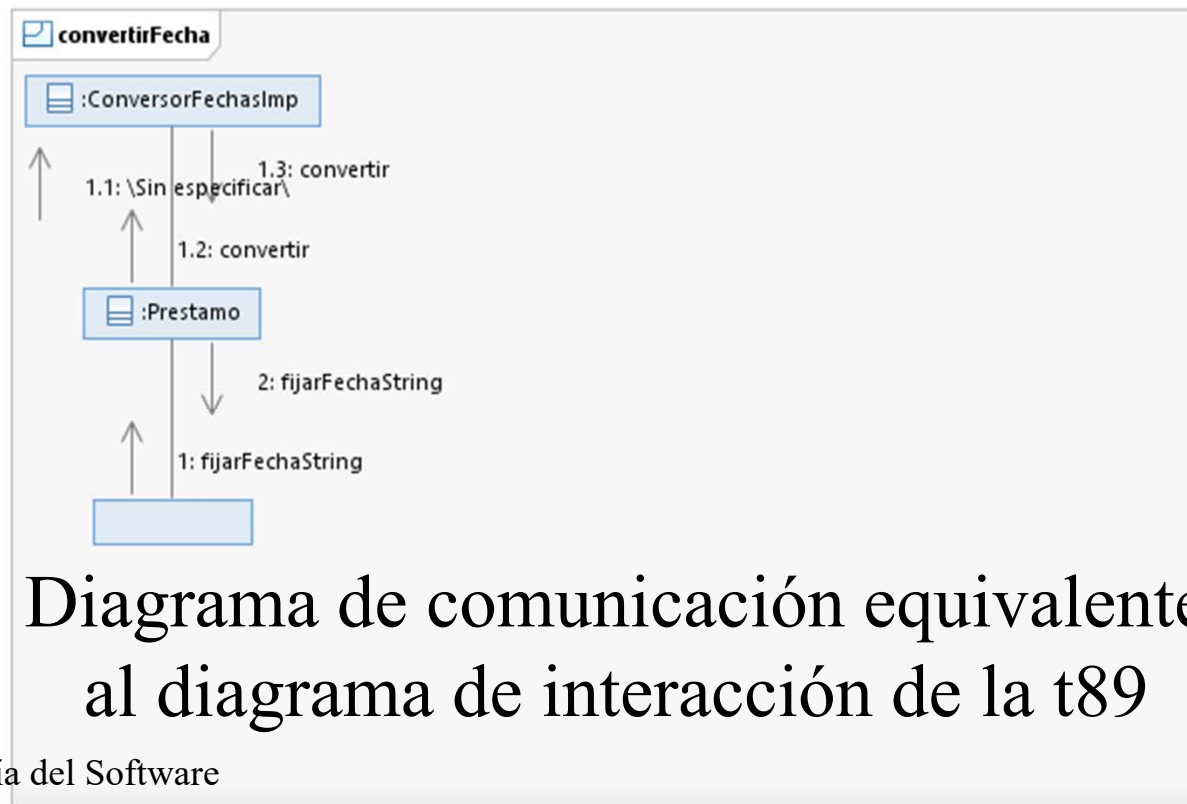 convertirFecha
:ConversorFechasImp
1.3: convertir
1.1: \Sin especificar\
1.2: convertir
:Prestamo
2: fijarFechaString
1: fijarFechaString
Diagrama de comunicación equivalente
al diagrama de interacción de la t89
ía del Software